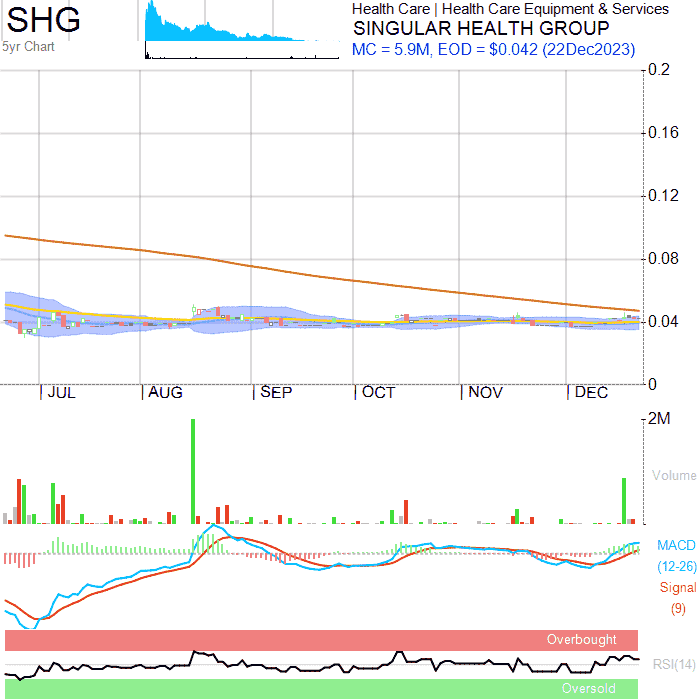 SHG
5yr Chart
Health Care | Health Care Equipment & Services
SINGULAR HEALTH GROUP
MC = 5.9M, EOD = $0.042 (22Dec2023)
0.2
0.16
0.12
0.08
0.04
0
JUL
AUG
SEP
OCT
NOV
DEC
2M
Volume
MACD
(12-26)
Signal
(9)
Overbought
RSI(14)
Oversold